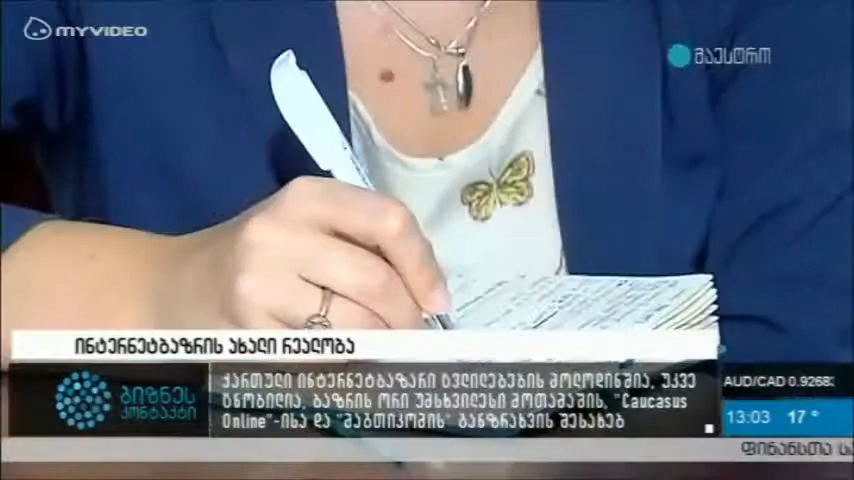 MYVIDEO
მაესტრო
ინტერნეტბაზრის ახალი რეალობა
ბიზნეს
კონტაქტი
ქართული ინტერნეტბაზარი ცვლილებების მოლოდინშია, უკვე
ცნობილია, ბაზრის ორი უმსხვილესი მოთამაშის, "Caucasus
Online"-ისა და "მაგთიკომის" განზრახვის შესახებ
AUD/CAD 0.9268
13:03 17 °
ფინანსთა